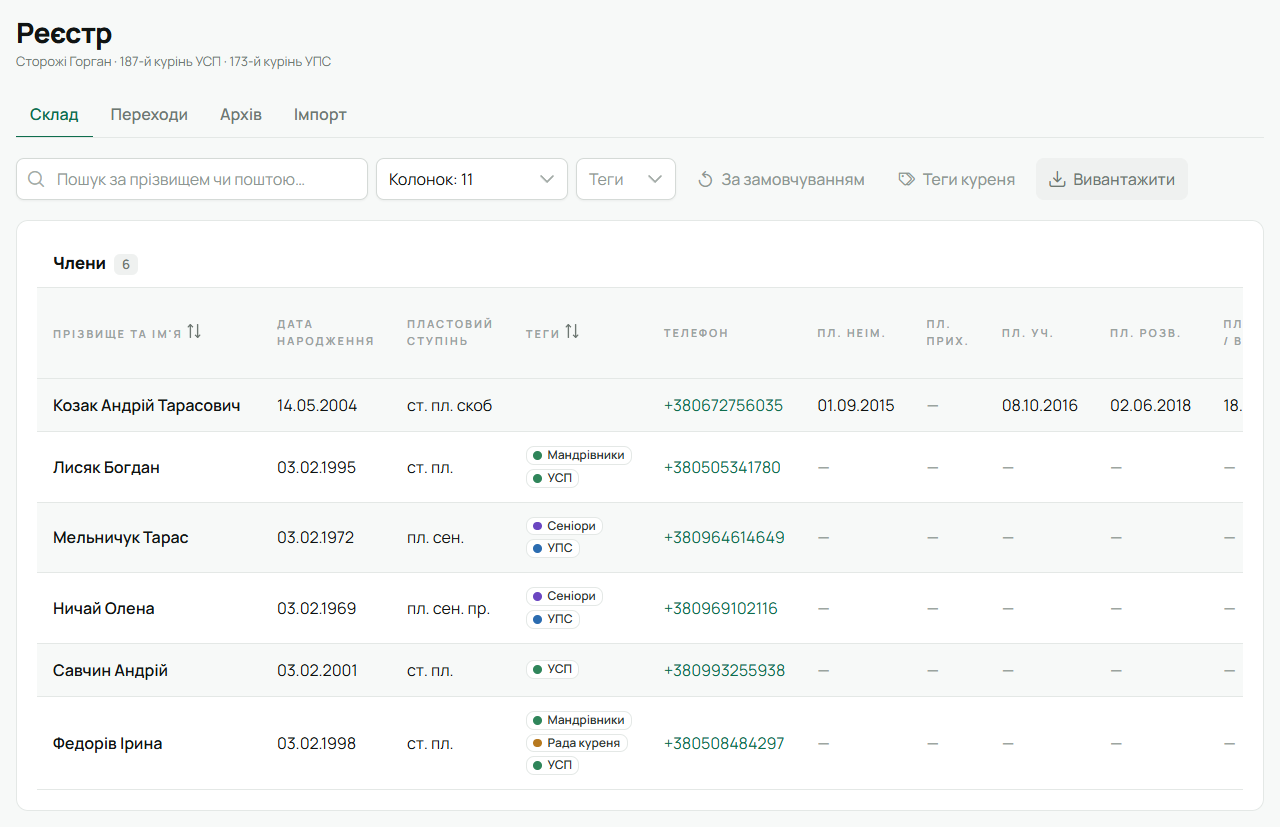 Реєстр
Сторожі Горган · 187-й курінь УСП · 173-й курінь УПС
Склад Переходи Архів Імпорт
Пошук за прізвищем чи поштою... Колонок: 11 Теги За замовчуванням Теги куреня Вивантажити
Члени 6
ПРІЗВИЩЕ ТА ІМ'Я ДАТА НАРОДЖЕННЯ ПЛАСТОВИЙ СТУПІНЬ ТЕГИ ТЕЛЕФОН ПЛ. НЕІМ. ПЛ. ПРИХ. ПЛ. УЧ. ПЛ. РОЗВ. ПЛ / В
Козак Андрій Тарасович 14.05.2004 ст. пл. скоб +380672756035 01.09.2015 — 08.10.2016 02.06.2018 18.
Лисяк Богдан 03.02.1995 ст. пл. Мандрівники УСП +380505341780 — — — — —
Мельничук Тарас 03.02.1972 пл. сен. Сеніори УПС +380964614649 — — — — —
Ничай Олена 03.02.1969 пл. сен. пр. Сеніори УПС +380969102116 — — — — —
Савчин Андрій 03.02.2001 ст. пл. УСП +380993255938 — — — — —
Федорів Ірина 03.02.1998 ст. пл. Мандрівники Рада куреня УСП +380508484297 — — — — —